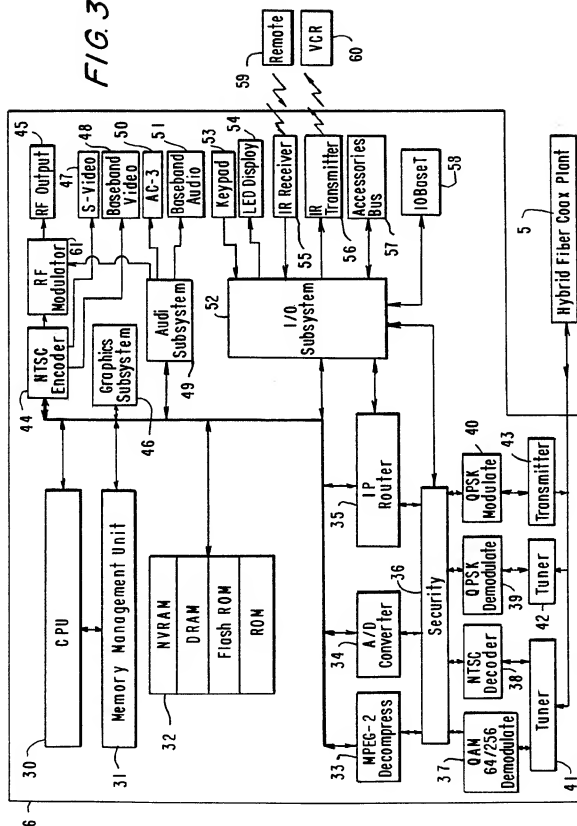 FIG. 3
6
30
CPU
31
Memory Management Unit
32
NVRAM
DRAM
Flash ROM
ROM
44
NTSC
Encoder
RF
Modulator
61
45
RF Output
47
S-Video
48
Baseband
Video
50
AC-3
51
Baseband
Audio
53
Keypad
54
LED Display
55
IR Receiver
56
IR
Transmitter
57
Accessories
Bus
58
10BaseT
59
Remote
60
VCR
46
Graphics
Subsystem
49
Audi
Subsystem
52
I/O
Subsystem
33
MPEG-2
Decompress
34
A/D
Converter
35
IP
Router
36
Security
37
QAM
64/256
Demodulate
38
NTSC
Decoder
39
QPSK
Demodulate
40
QPSK
Modulate
41
Tuner
42
Tuner
43
Transmitter
5
Hybrid Fiber Coax Plant